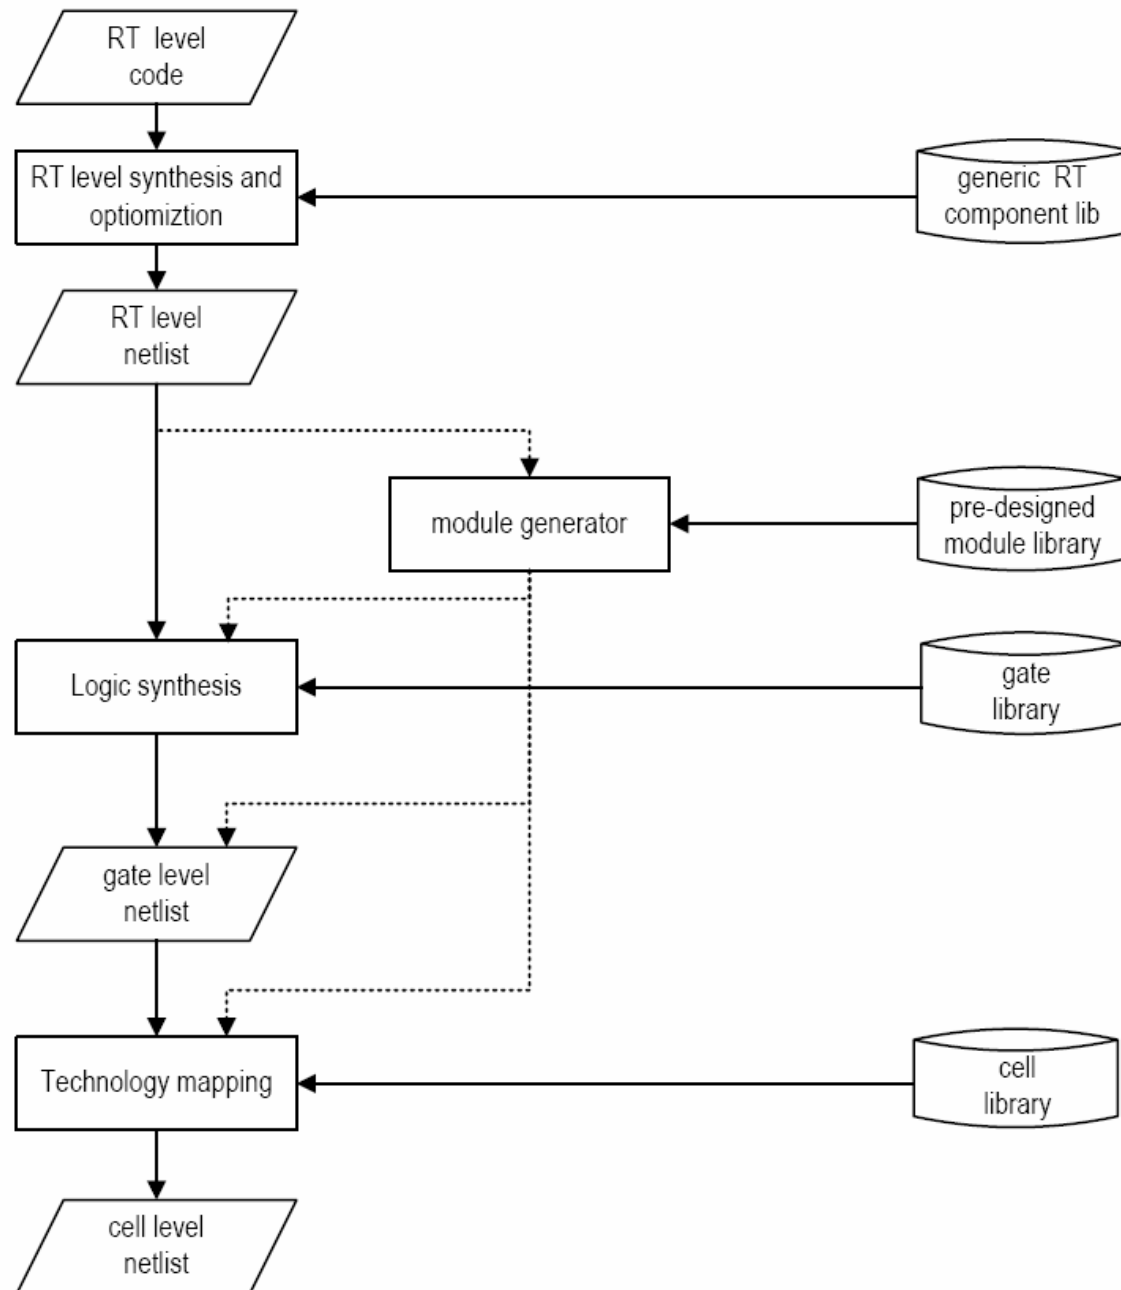 RT level
code
RT level synthesis and
optiomiztion
generic RT
component lib
RT level
netlist
module generator
pre-designed
module library
Logic synthesis
gate
library
gate level
netlist
Technology mapping
cell
library
cell level
netlist